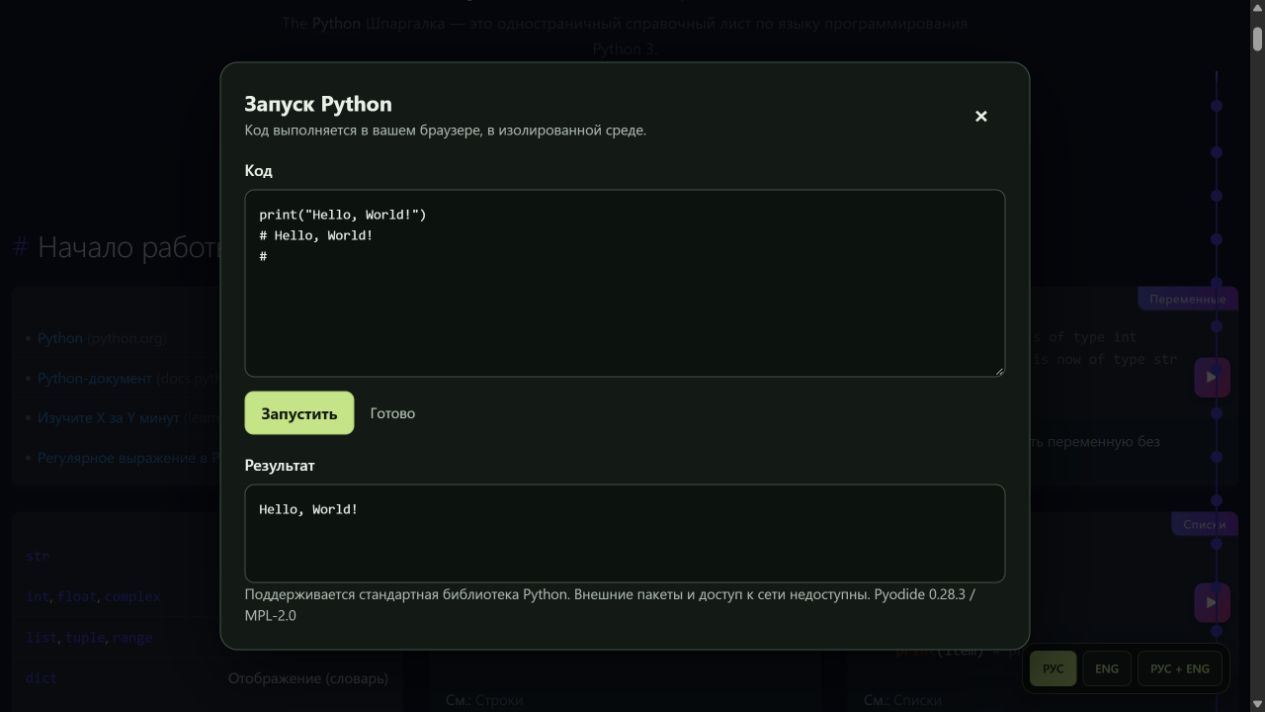 The Python Шпаргалка — это одностраничный справочный лист по языку программирования
Python 3.
Запуск Python
Код выполняется в вашем браузере, в изолированной среде.
×
Код
print("Hello, World!")
# Hello, World!
#
Запустить
Готово
Результат
Hello, World!
Поддерживается стандартная библиотека Python. Внешние пакеты и доступ к сети недоступны. Pyodide 0.28.3 /
MPL-2.0
# Начало работы
Python (python.org)
Python-документ
Изучите X за Y минут
Регулярное выражение в
Переменные
of type int
is now of type str
переменную без
str
int, float, complex
list, tuple, range
dict
Отображение (словарь)
См.: Строки
Списки
print(item)
См.: Списки
РУС
ENG
РУС + ENG